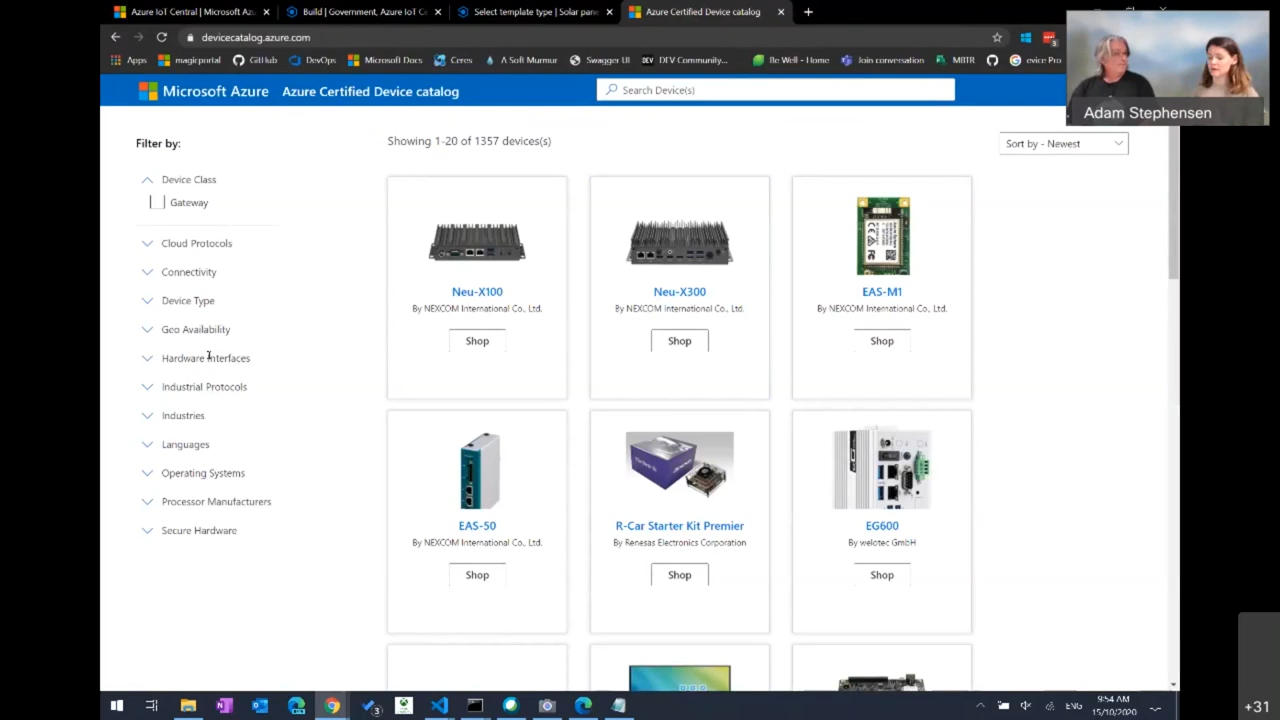 Azure IoT Central | Microsoft Az
Build | Government, Azure IoT Ce
Select template type | Solar pane
Azure Certified Device catalog
devicecatalog.azure.com
Apps
magicportal
GitHub
DevOps
Microsoft Docs
Ceres
A Soft Murmur
Swagger UI
DEV Community...
Be Well - Home
Join conversation
MBTR
evice Pro
Adam Stephensen
Microsoft Azure
Azure Certified Device catalog
Search Device(s)
Filter by:
Showing 1-20 of 1357 devices(s)
Sort by - Newest
Device Class
Gateway
Cloud Protocols
Connectivity
Device Type
Geo Availability
Hardware Interfaces
Industrial Protocols
Industries
Languages
Operating Systems
Processor Manufacturers
Secure Hardware
Neu-X100
By NEXCOM International Co., Ltd.
Shop
Neu-X300
By NEXCOM International Co., Ltd.
Shop
EAS-M1
By NEXCOM International Co., Ltd.
Shop
EAS-50
By NEXCOM International Co., Ltd.
Shop
R-Car Starter Kit Premier
By Renesas Electronics Corporation
Shop
EG600
By welotec GmbH
Shop
9:54 AM
15/10/2020
+31